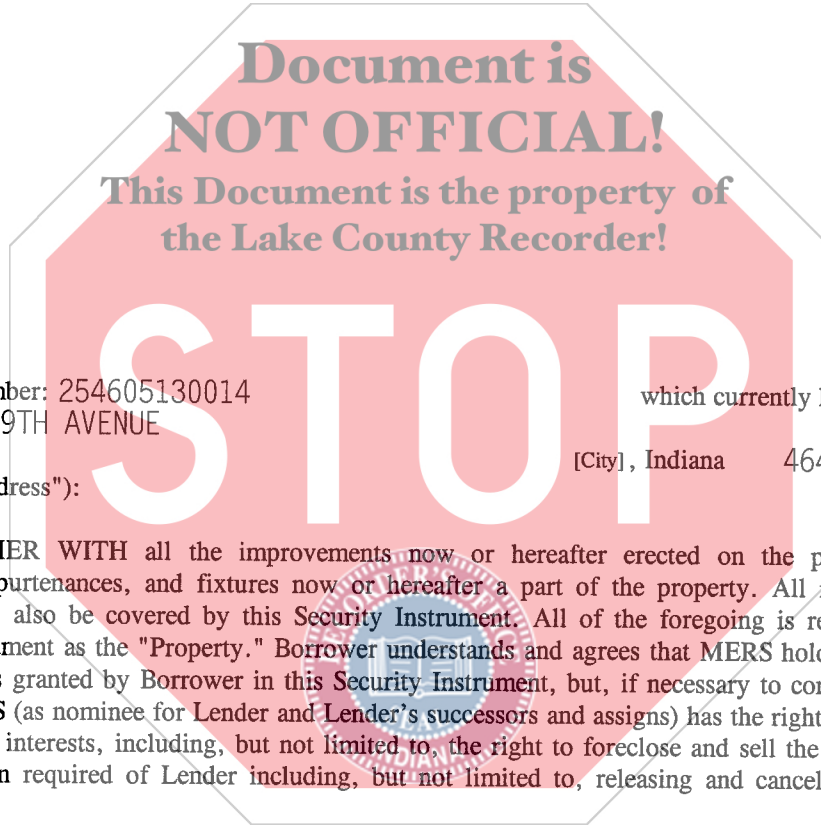 Document is
NOT OFFICIAL!
This Document is the property of
the Lake County Recorder!
STOP
mber: 254605130014 which currently
9TH AVENUE
[City], Indiana 464
dress"):
IER WITH all the improvements now or hereafter erected on the p
purtenances, and fixtures now or hereafter a part of the property. All
also be covered by this Security Instrument. All of the foregoing is re
ment as the "Property." Borrower understands and agrees that MERS hold
s granted by Borrower in this Security Instrument, but, if necessary to co
S (as nominee for Lender and Lender's successors and assigns) has the right
interests, including, but not limited to, the right to foreclose and sell the
n required of Lender including, but not limited to, releasing and cancel
INDIANA